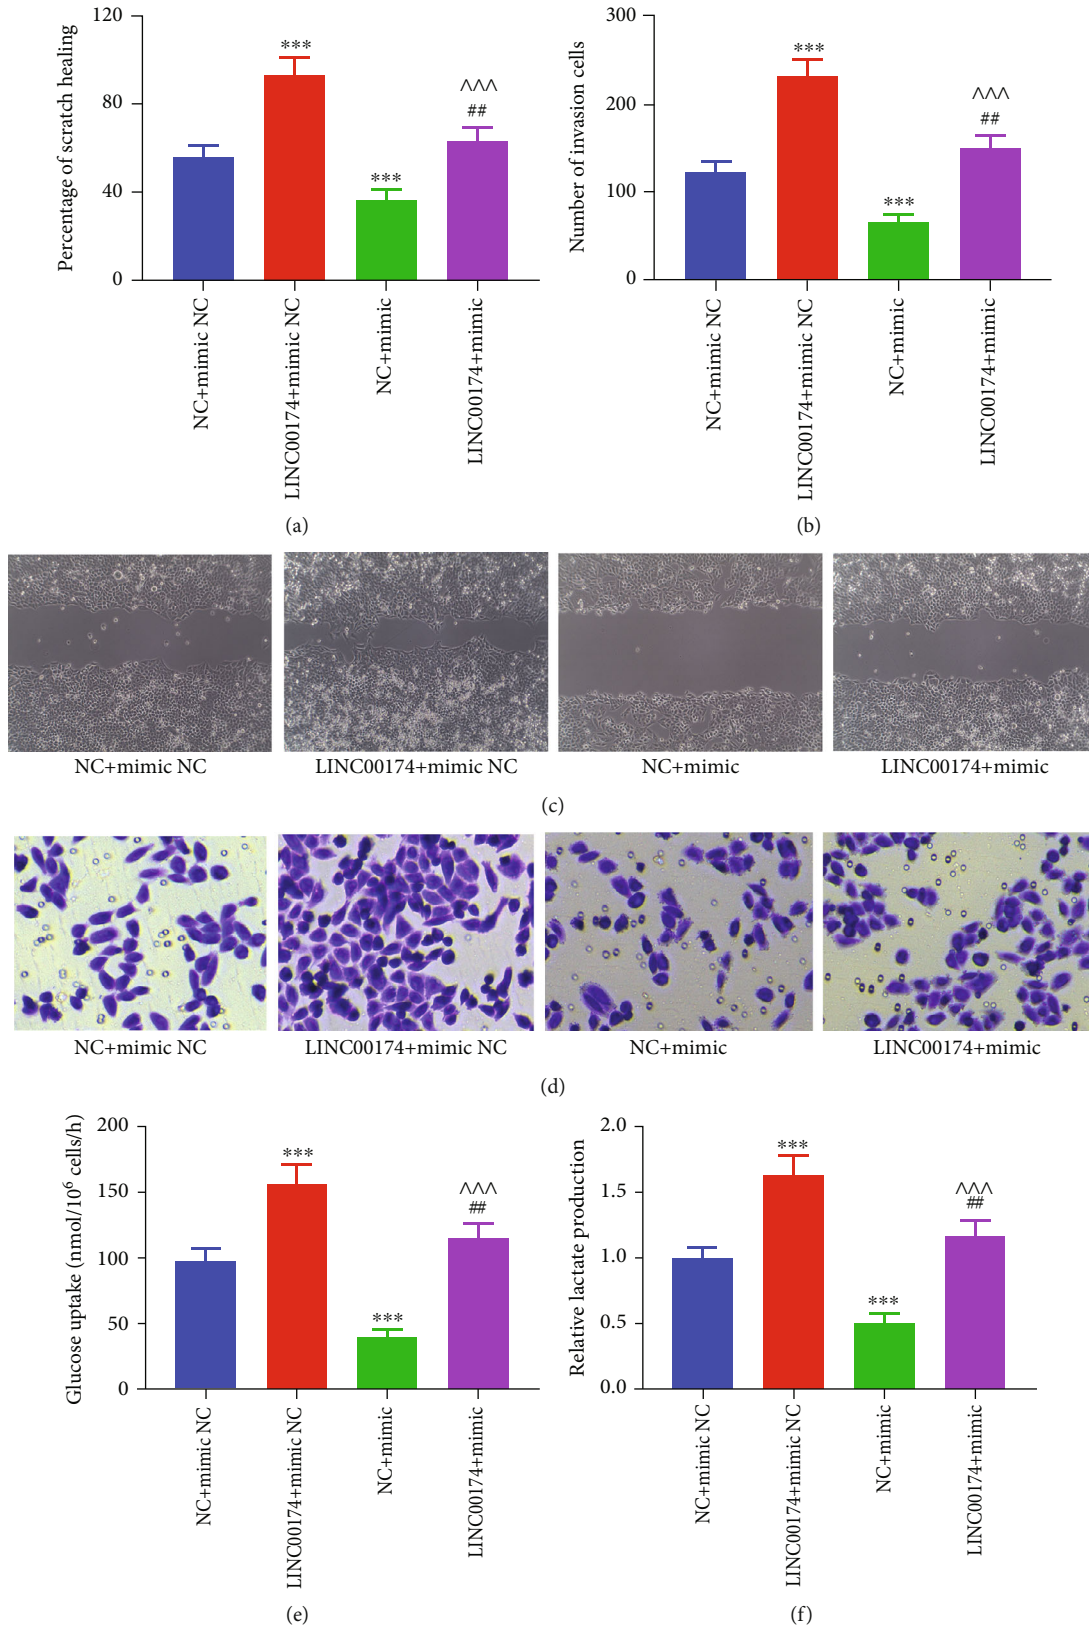 Percentage of scratch healing
120
80
40
0
***
***
^^^
##
NC+mimic NC
LINC00174+mimic NC
NC+mimic
LINC00174+mimic
(a)
Number of invasion cells
300
200
100
0
***
***
^^^
##
NC+mimic NC
LINC00174+mimic NC
NC+mimic
LINC00174+mimic
(b)
NC+mimic NC
LINC00174+mimic NC
NC+mimic
LINC00174+mimic
(c)
NC+mimic NC
LINC00174+mimic NC
NC+mimic
LINC00174+mimic
(d)
Glucose uptake (nmol/10⁶ cells/h)
200
150
100
50
0
***
***
^^^
##
NC+mimic NC
LINC00174+mimic NC
NC+mimic
LINC00174+mimic
(e)
Relative lactate production
2.0
1.5
1.0
0.5
0.0
***
***
^^^
##
NC+mimic NC
LINC00174+mimic NC
NC+mimic
LINC00174+mimic
(f)